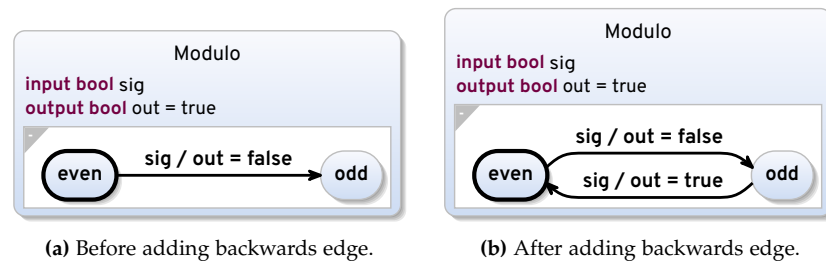 Modulo
input bool sig
output bool out = true
-
even
sig / out = false
odd
(a) Before adding backwards edge.
Modulo
input bool sig
output bool out = true
-
even
sig / out = false
sig / out = true
odd
(b) After adding backwards edge.